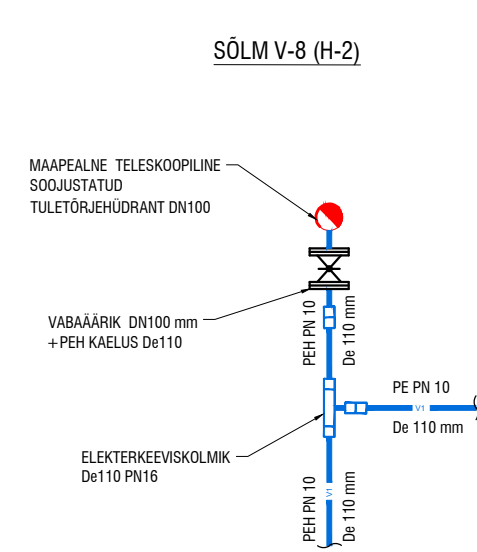 SÕLM V-8 (H-2)
MAAPEALNE TELESKOOPILINE
SOOJUSTATUD
TULETÕRJEHÜDRANT DN100
VABAÄÄRIK DN100 mm
+PEH KAELUS De110
PEH PN 10
De 110 mm
PE PN 10
V1
De 110 mm
ELEKTERKEEVISKOLMIK
De110 PN16
PEH PN 10
V1
De 110 mm